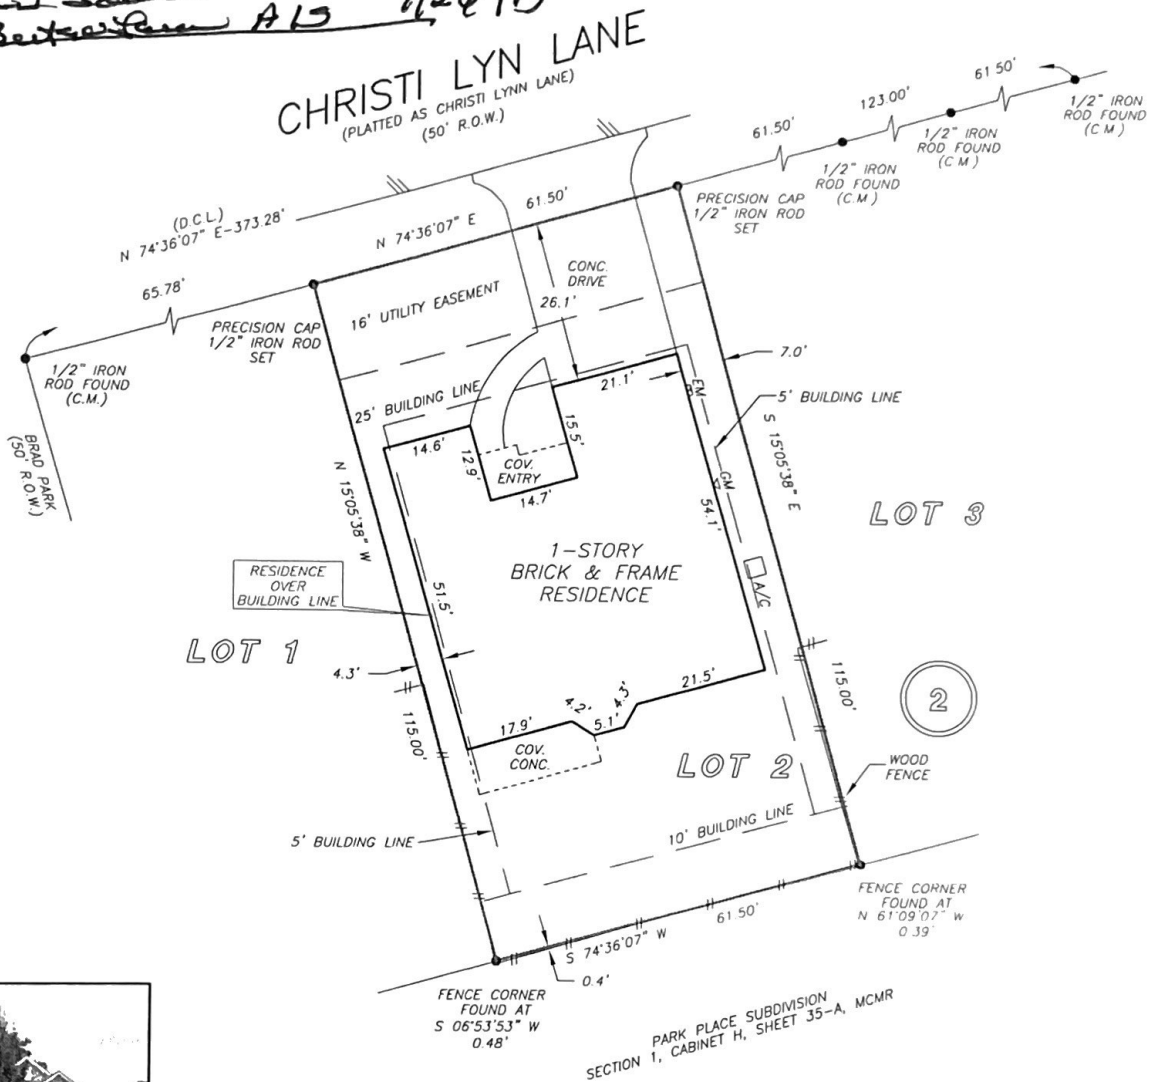 CHRISTI LYN LANE
(PLATTED AS CHRISTI LYNN LANE)
(50' R.O.W.)
61.50'
123.00'
61 50'
1/2" IRON
ROD FOUND
(C M )
1/2" IRON
ROD FOUND
(C M )
1/2" IRON
ROD FOUND
(C.M.)
PRECISION CAP
1/2" IRON ROD
SET
(D.C.L.)
N 74°36'07" E-373.28'
N 74°36'07" E
61.50'
65.78'
PRECISION CAP
1/2" IRON ROD
SET
1/2" IRON
ROD FOUND
(C.M.)
BRAD PARK
(50' R.O.W.)
16' UTILITY EASEMENT
CONC.
DRIVE
26.1'
7.0'
25' BUILDING LINE
21.1'
EM
5' BUILDING LINE
14.6'
12.9'
15.5'
COV.
ENTRY
14.7'
GM
54.1'
S 15°05'38" E
N 15°05'38" W
LOT 3
1-STORY
BRICK & FRAME
RESIDENCE
A/C
RESIDENCE
OVER
BUILDING LINE
51.5'
LOT 1
4.3'
115.00'
115.00'
2
17.9'
4.2'
5.1'
4.3'
21.5'
COV.
CONC.
LOT 2
WOOD
FENCE
5' BUILDING LINE
10' BUILDING LINE
S 74°36'07" W
61.50'
0.4'
FENCE CORNER
FOUND AT
N 61°09'07" W
0 39'
FENCE CORNER
FOUND AT
S 06°53'53" W
0.48'
PARK PLACE SUBDIVISION
SECTION 1, CABINET H, SHEET 35-A, MCMR